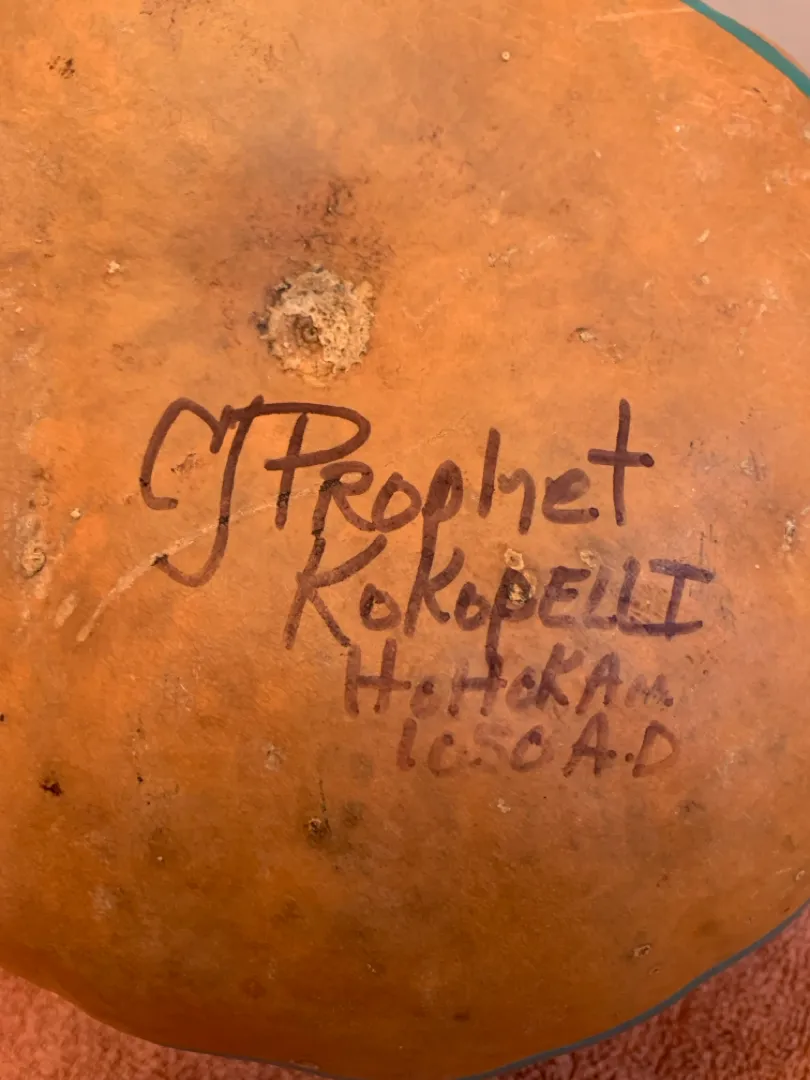 CJ Prophet
KoKopELLI
HoHoKAm
1050 A.D